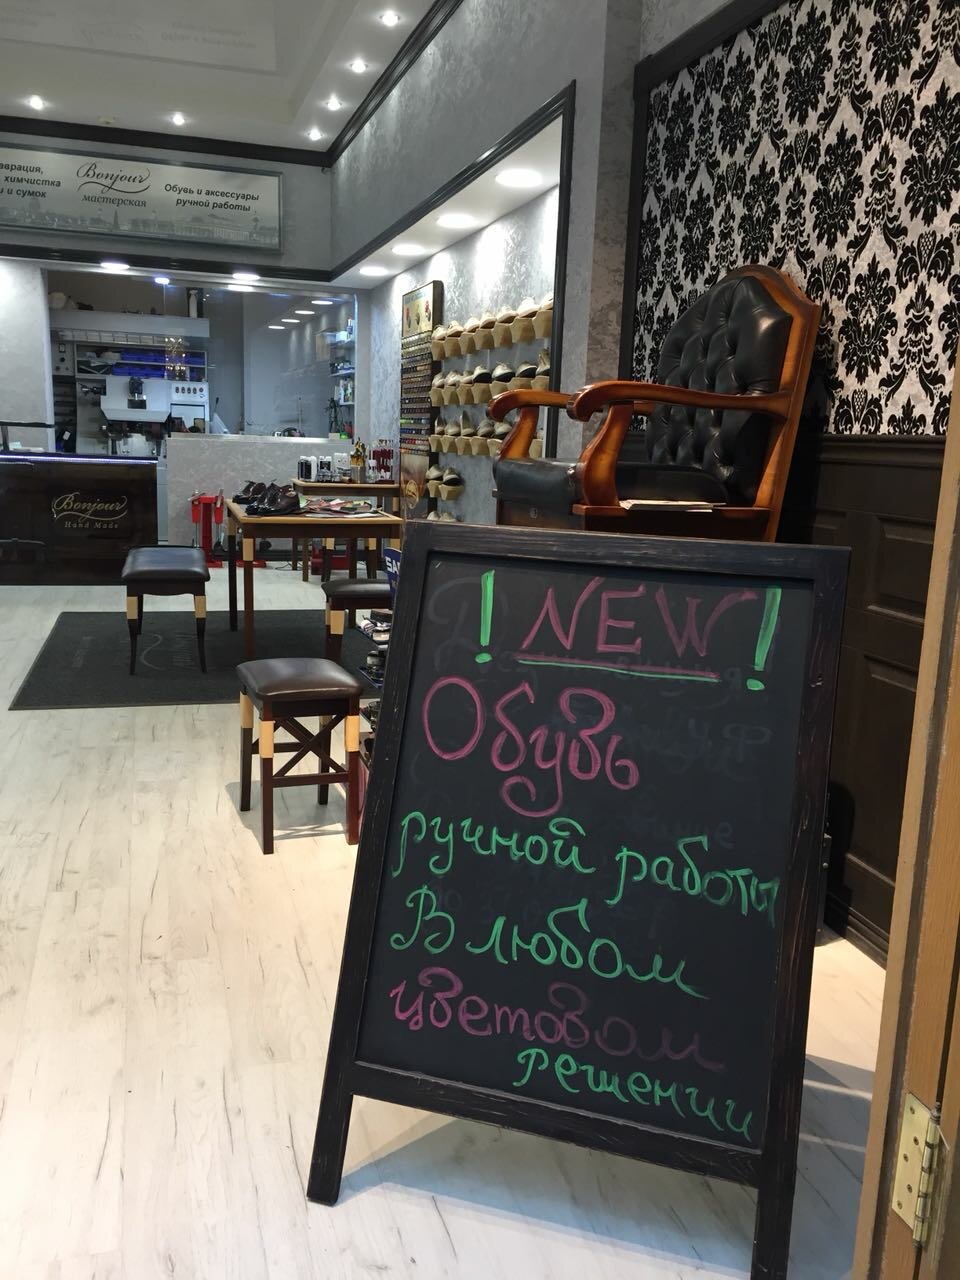 Bonjour
мастерская
химчистка
и сумок
Обувь и аксессуары
ручной работы
Bonjour
Hand Made
! NEW !
Обувь
ручной работы
В любом
цветовом
решении